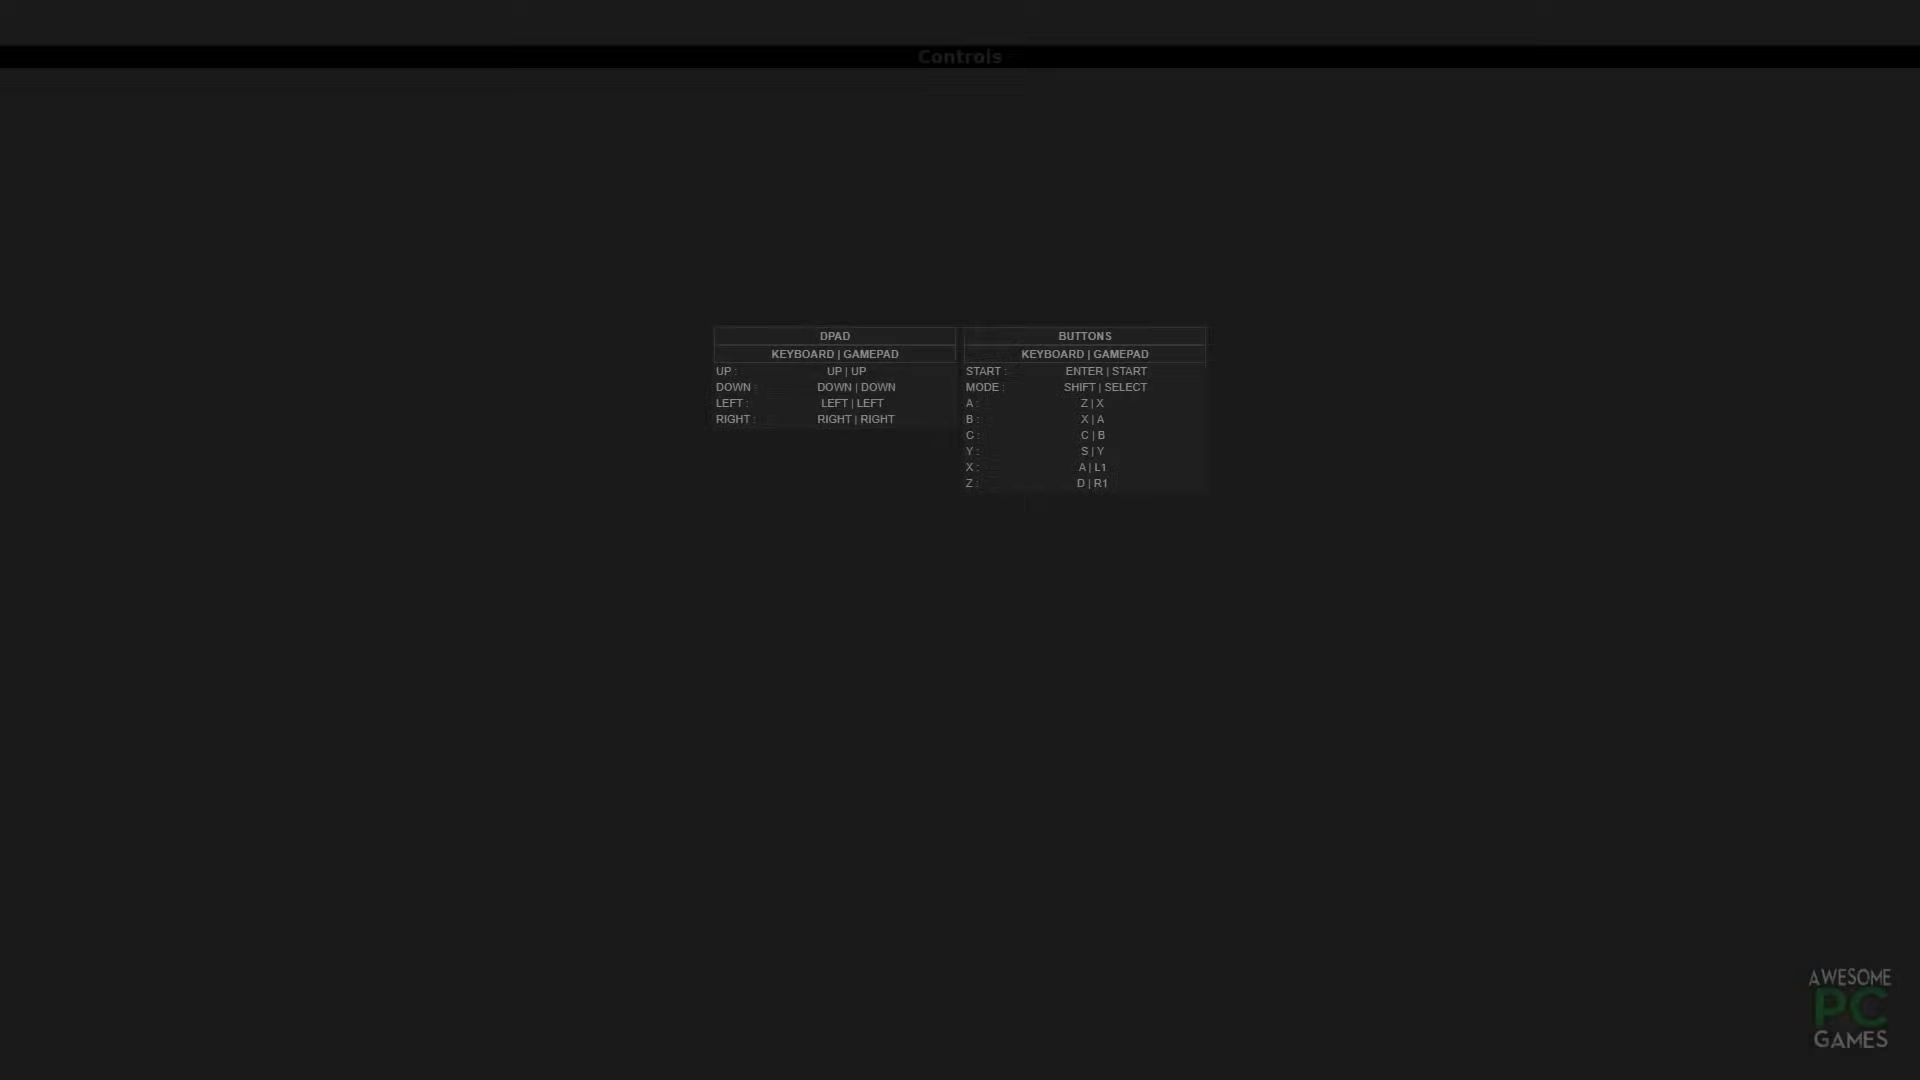 Controls
DPAD
KEYBOARD | GAMEPAD
UP : UP | UP
DOWN : DOWN | DOWN
LEFT : LEFT | LEFT
RIGHT : RIGHT | RIGHT
BUTTONS
KEYBOARD | GAMEPAD
START : ENTER | START
MODE : SHIFT | SELECT
A : Z | X
B : X | A
C : C | B
Y : S | Y
X : A | L1
Z : D | R1
AWESOME
PC
GAMES